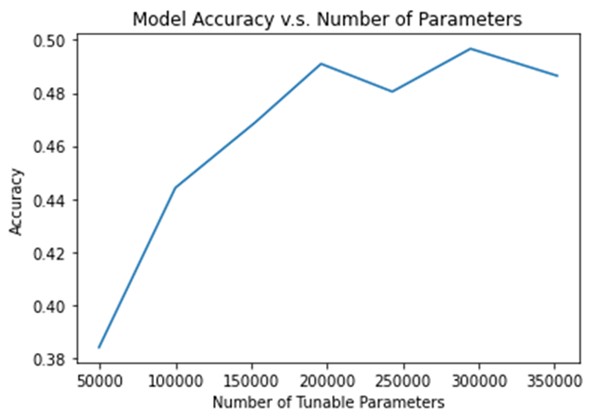 Model Accuracy v.s. Number of Parameters
0.50
0.48
0.46
0.44
0.42
0.40
0.38
Accuracy
50000 100000 150000 200000 250000 300000 350000
Number of Tunable Parameters